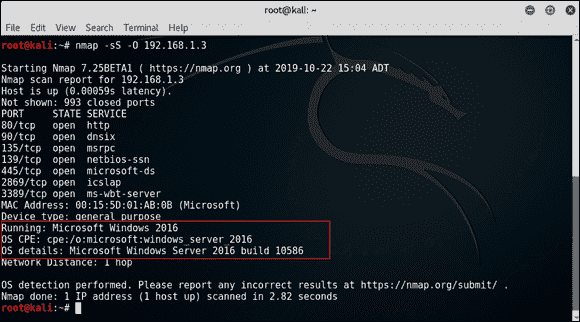 root@kali: ~
File Edit View Search Terminal Help
root@kali:~# nmap -sS -O 192.168.1.3
Starting Nmap 7.25BETA1 ( https://nmap.org ) at 2019-10-22 15:04 ADT
Nmap scan report for 192.168.1.3
Host is up (0.00059s latency).
Not shown: 993 closed ports
PORT     STATE SERVICE
80/tcp   open  http
90/tcp   open  dnsix
135/tcp  open  msrpc
139/tcp  open  netbios-ssn
445/tcp  open  microsoft-ds
2869/tcp open  icslap
3389/tcp open  ms-wbt-server
MAC Address: 00:15:5D:01:AB:0B (Microsoft)
Device type: general purpose
Running: Microsoft Windows 2016
OS CPE: cpe:/o:microsoft:windows_server_2016
OS details: Microsoft Windows Server 2016 build 10586
Network Distance: 1 hop
OS detection performed. Please report any incorrect results at https://nmap.org/submit/ .
Nmap done: 1 IP address (1 host up) scanned in 2.82 seconds
root@kali:~#